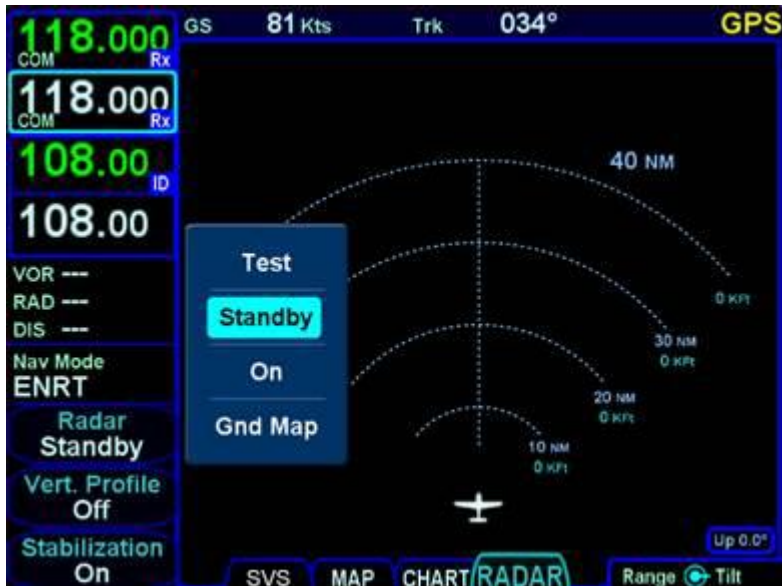 GS 81 Kts Trk 034° GPS
118.000
COM Rx
118.000
COM Rx
108.00
ID
108.00
VOR ---
RAD ---
DIS ---
Nav Mode
ENRT
Radar
Standby
Vert. Profile
Off
Stabilization
On
Test
Standby
On
Gnd Map
40 NM
0 KFt
30 NM
0 KFt
20 NM
0 KFt
10 NM
0 KFt
Up 0.0°
SVS MAP CHART RADAR Range Tilt